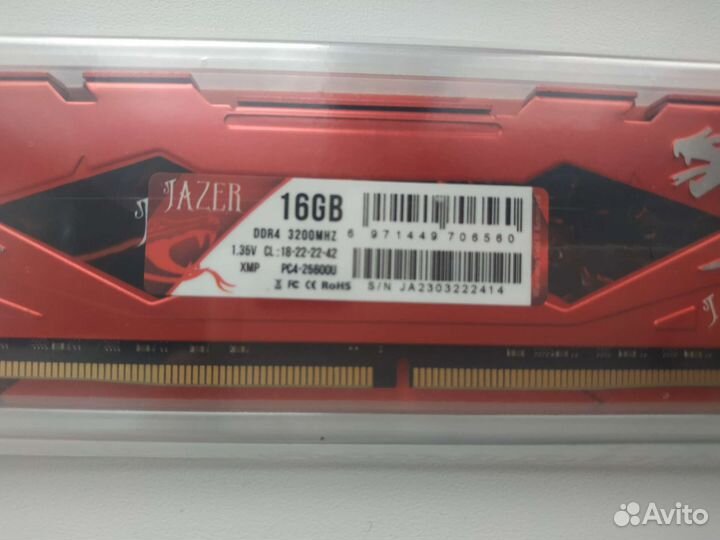 JAZER
16GB
DDR4 3200MHZ
1.35V CL:18-22-22-42
XMP PC4-25600U
FC CE RoHS
6 971449 706560
S/N JA2303222414
Avito